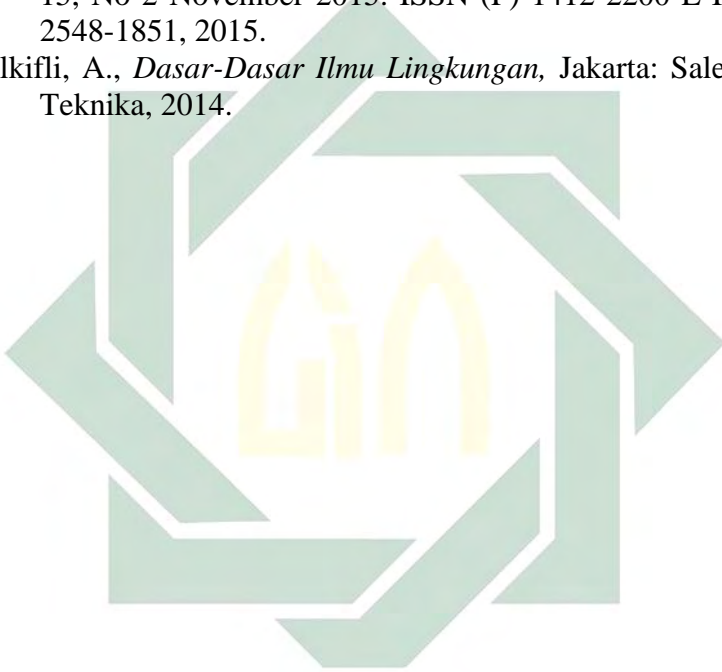 15, No 2 November 2015. ISSN (P) 1412-2200 E-I
2548-1851, 2015.
lkifli, A., Dasar-Dasar Ilmu Lingkungan, Jakarta: Sale
Teknika, 2014.
UIN